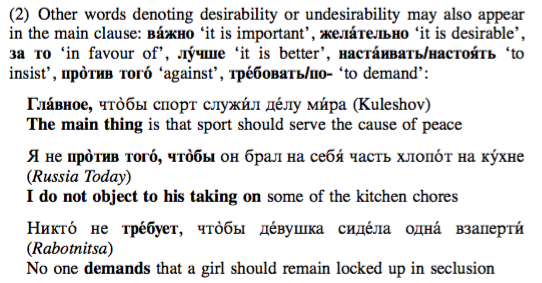 (2) Other words denoting desirability or undesirability may also appear
in the main clause: ва́жно ‘it is important’, жела́тельно ‘it is desirable’,
за то ‘in favour of’, лу́чше ‘it is better’, наста́ивать/настоя́ть ‘to
insist’, про̀тив того́ ‘against’, тре́бовать/по- ‘to demand’:
Гла́вное, что̀бы спорт служи́л де́лу ми́ра (Kuleshov)
The main thing is that sport should serve the cause of peace
Я не про̀тив того́, что̀бы он брал на себя́ часть хлопо́т на ку́хне
(Russia Today)
I do not object to his taking on some of the kitchen chores
Никто́ не тре́бует, что̀бы де́вушка сиде́ла одна́ взаперти́
(Rabotnitsa)
No one demands that a girl should remain locked up in seclusion